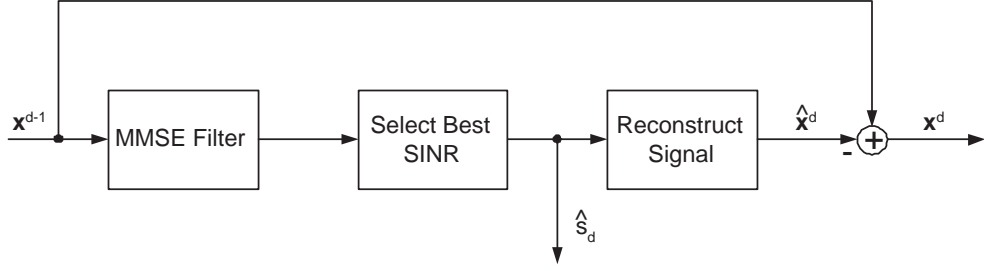 x^d-1
MMSE Filter
Select Best
SINR
Reconstruct
Signal
x̂^d
-
+
x^d
ŝ_d